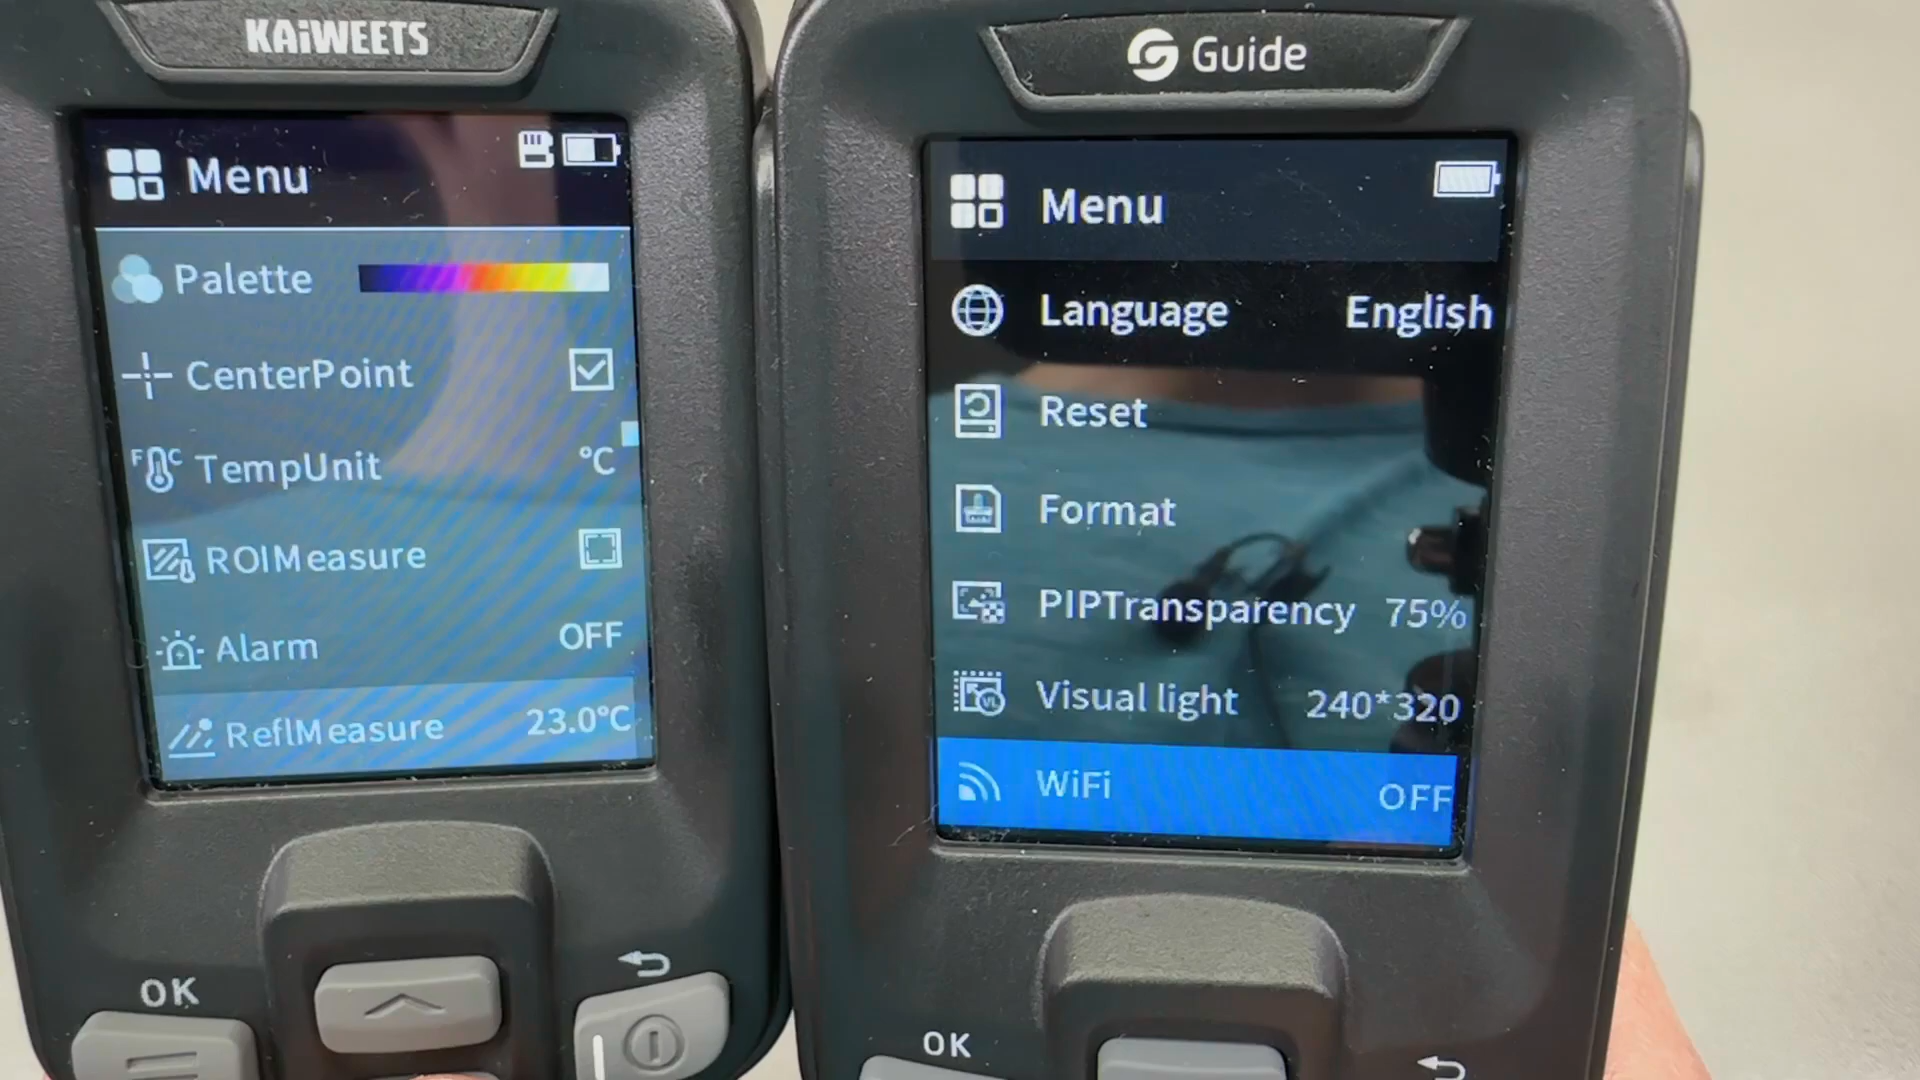 KAiWEETS
Menu
Palette
CenterPoint
F C TempUnit °C
ROIMeasure
Alarm OFF
ReflMeasure 23.0°C
OK
Guide
Menu
Language English
Reset
Format
PIPTransparency 75%
VL Visual light 240*320
WiFi OFF
OK